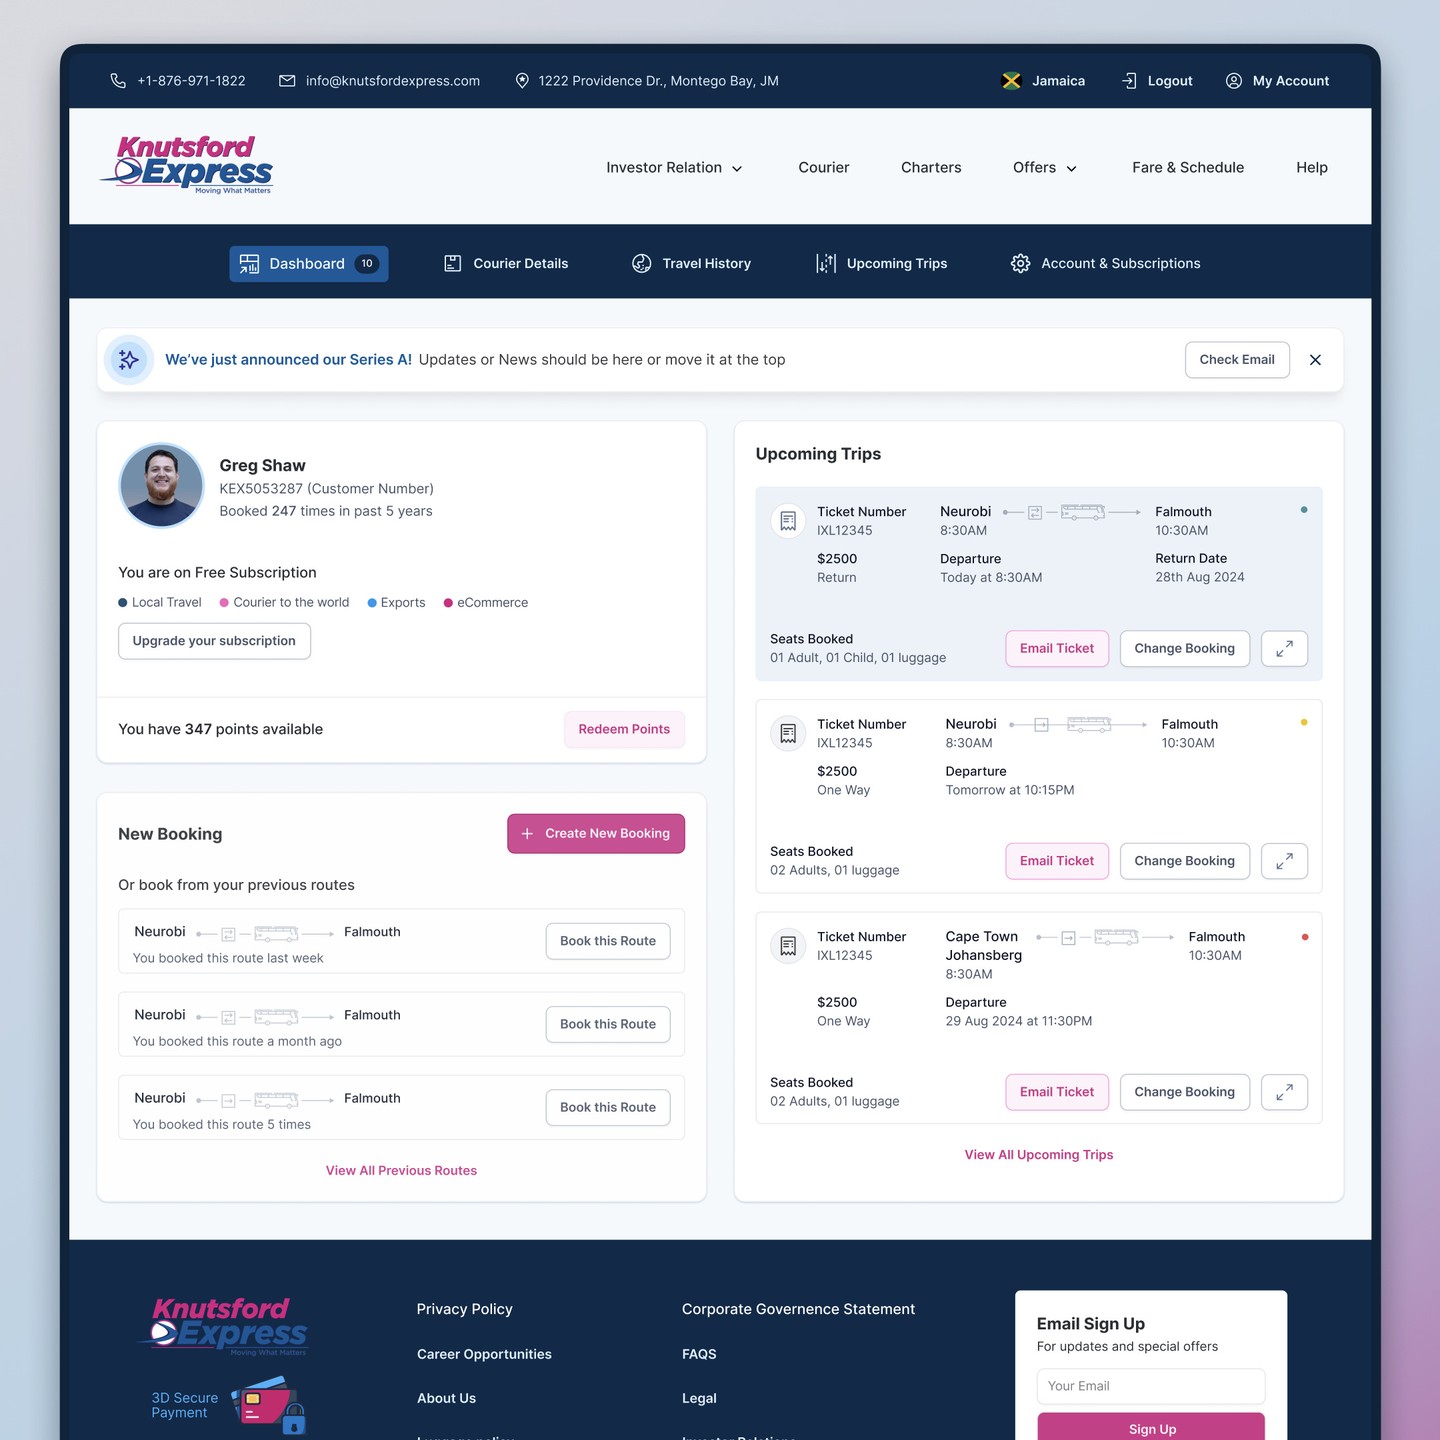 +1-876-971-1822
info@knutsfordexpress.com
1222 Providence Dr., Montego Bay, JM
Jamaica
Logout
My Account
Knutsford
Express
Moving What Matters
Investor Relation
Courier
Charters
Offers
Fare & Schedule
Help
Dashboard 10
Courier Details
Travel History
Upcoming Trips
Account & Subscriptions
We've just announced our Series A! Updates or News should be here or move it at the top
Check Email
Greg Shaw
KEX5053287 (Customer Number)
Booked 247 times in past 5 years
You are on Free Subscription
Local Travel
Courier to the world
Exports
eCommerce
Upgrade your subscription
You have 347 points available
Redeem Points
New Booking
Create New Booking
Or book from your previous routes
Neurobi
Falmouth
You booked this route last week
Book this Route
Neurobi
Falmouth
You booked this route a month ago
Book this Route
Neurobi
Falmouth
You booked this route 5 times
Book this Route
View All Previous Routes
Upcoming Trips
Ticket Number
IXL12345
Neurobi
8:30AM
Falmouth
10:30AM
$2500
Return
Departure
Today at 8:30AM
Return Date
28th Aug 2024
Seats Booked
01 Adult, 01 Child, 01 luggage
Email Ticket
Change Booking
Ticket Number
IXL12345
Neurobi
8:30AM
Falmouth
10:30AM
$2500
One Way
Departure
Tomorrow at 10:15PM
Seats Booked
02 Adults, 01 luggage
Email Ticket
Change Booking
Ticket Number
IXL12345
Cape Town
Johansberg
8:30AM
Falmouth
10:30AM
$2500
One Way
Departure
29 Aug 2024 at 11:30PM
Seats Booked
02 Adults, 01 luggage
Email Ticket
Change Booking
View All Upcoming Trips
Knutsford
Express
Moving What Matters
3D Secure
Payment
Privacy Policy
Career Opportunities
About Us
Corporate Governence Statement
FAQS
Legal
Email Sign Up
For updates and special offers
Your Email
Sign Up